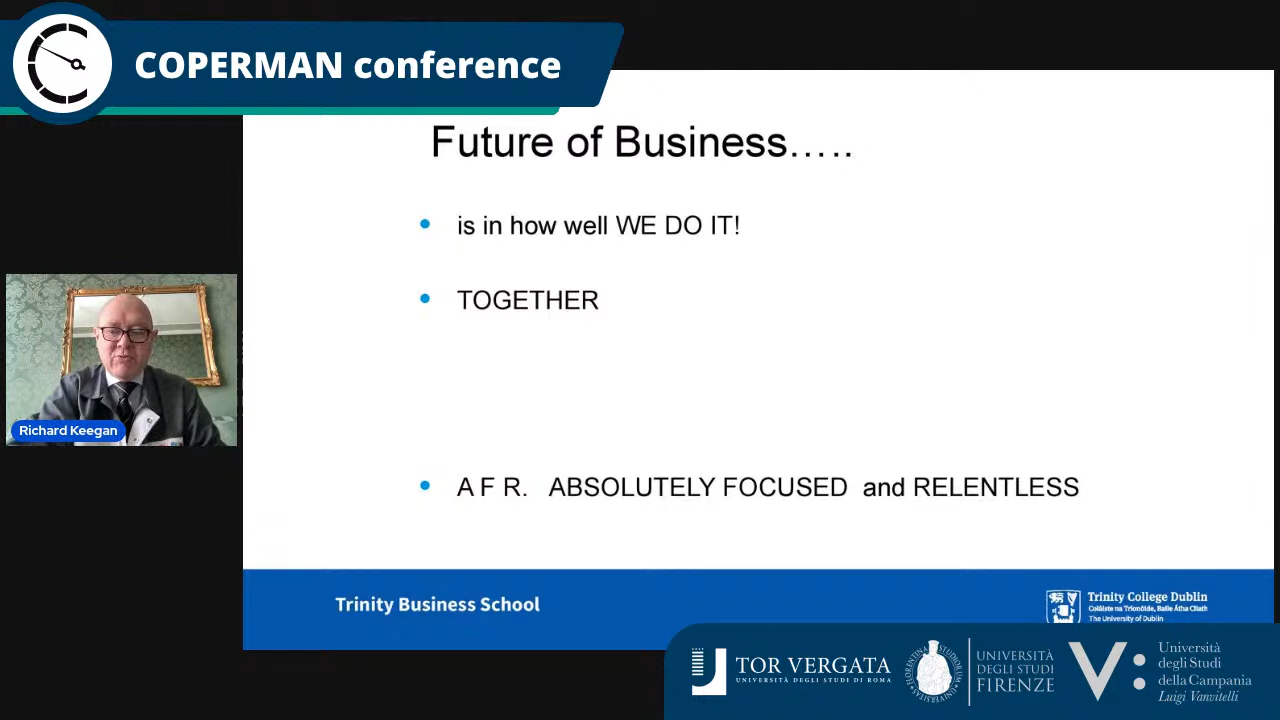 COPERMAN conference
Future of Business.....
is in how well WE DO IT!
TOGETHER
Richard Keegan
A F R. ABSOLUTELY FOCUSED and RELENTLESS
Trinity Business School
Trinity College Dublin
Coláiste na Tríonóide, Baile Átha Cliath
The University of Dublin
TOR VERGATA
UNIVERSITÀ DEGLI STUDI DI ROMA
FLORENTINA STUDIORUM
UNIVERSITÀ
DEGLI STUDI
FIRENZE
V:
Università
degli Studi
della Campania
Luigi Vanvitelli